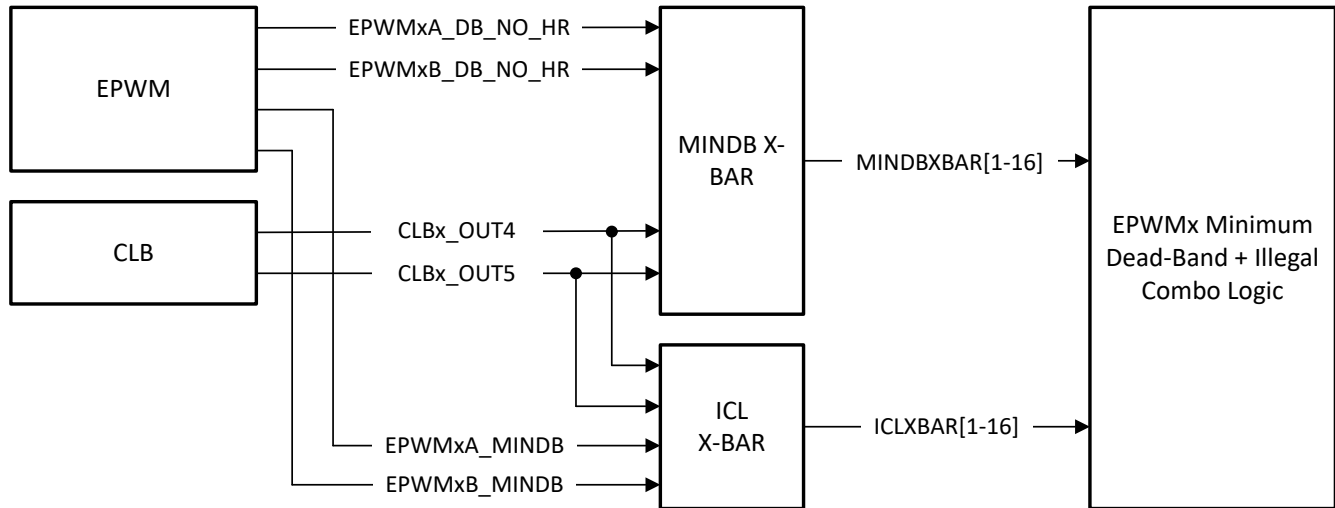 EPWM
EPWMxA_DB_NO_HR
EPWMxB_DB_NO_HR
MINDB X-
BAR
MINDBXBAR[1-16]
CLB
CLBx_OUT4
CLBx_OUT5
EPWMx Minimum
Dead-Band + Illegal
Combo Logic
ICL
X-BAR
ICLXBAR[1-16]
EPWMxA_MINDB
EPWMxB_MINDB